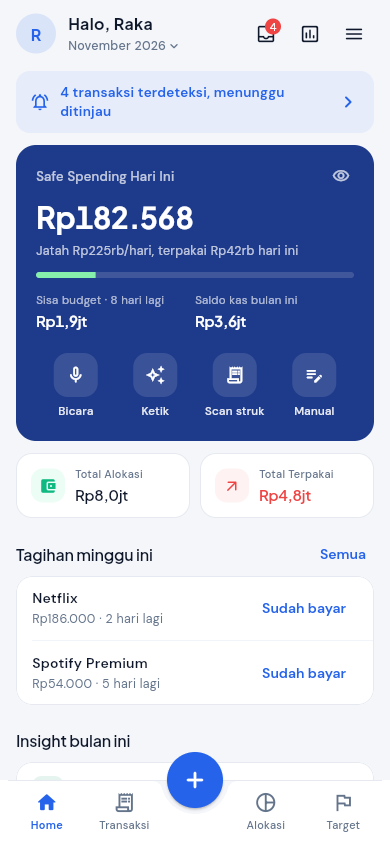 R
Halo, Raka
November 2026
4
4 transaksi terdeteksi, menunggu
ditinjau
Safe Spending Hari Ini
Rp182.568
Jatah Rp225rb/hari, terpakai Rp42rb hari ini
Sisa budget · 8 hari lagi
Rp1,9jt
Saldo kas bulan ini
Rp3,6jt
Bicara
Ketik
Scan struk
Manual
Total Alokasi
Rp8,0jt
Total Terpakai
Rp4,8jt
Tagihan minggu ini
Semua
Netflix
Rp186.000 · 2 hari lagi
Sudah bayar
Spotify Premium
Rp54.000 · 5 hari lagi
Sudah bayar
Insight bulan ini
Home
Transaksi
Alokasi
Target